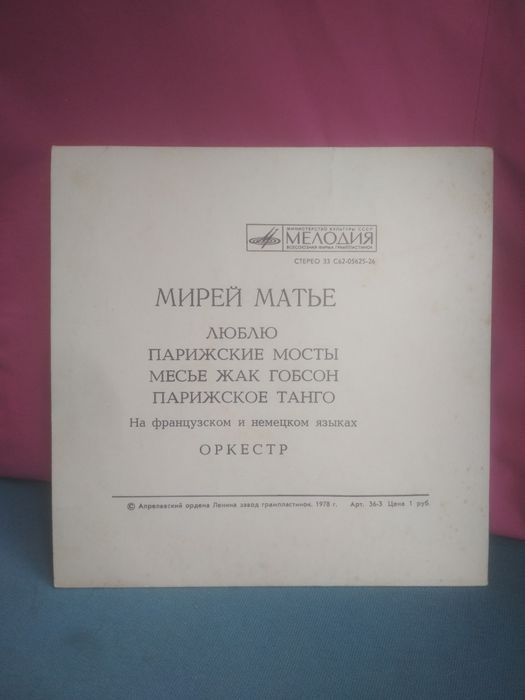 МИНИСТЕРСТВО КУЛЬТУРЫ СССР
МЕЛОДИЯ
ВСЕСОЮЗНАЯ ФИРМА ГРАМПЛАСТИНОК
СТЕРЕО 33 С62-05625-26
МИРЕЙ МАТЬЕ
ЛЮБЛЮ
ПАРИЖСКИЕ МОСТЫ
МЕСЬЕ ЖАК ГОБСОН
ПАРИЖСКОЕ ТАНГО
На французском и немецком языках
ОРКЕСТР
© Апрелевский ордена Ленина завод грампластинок, 1978 г. Арт. 36-3 Цена 1 руб.